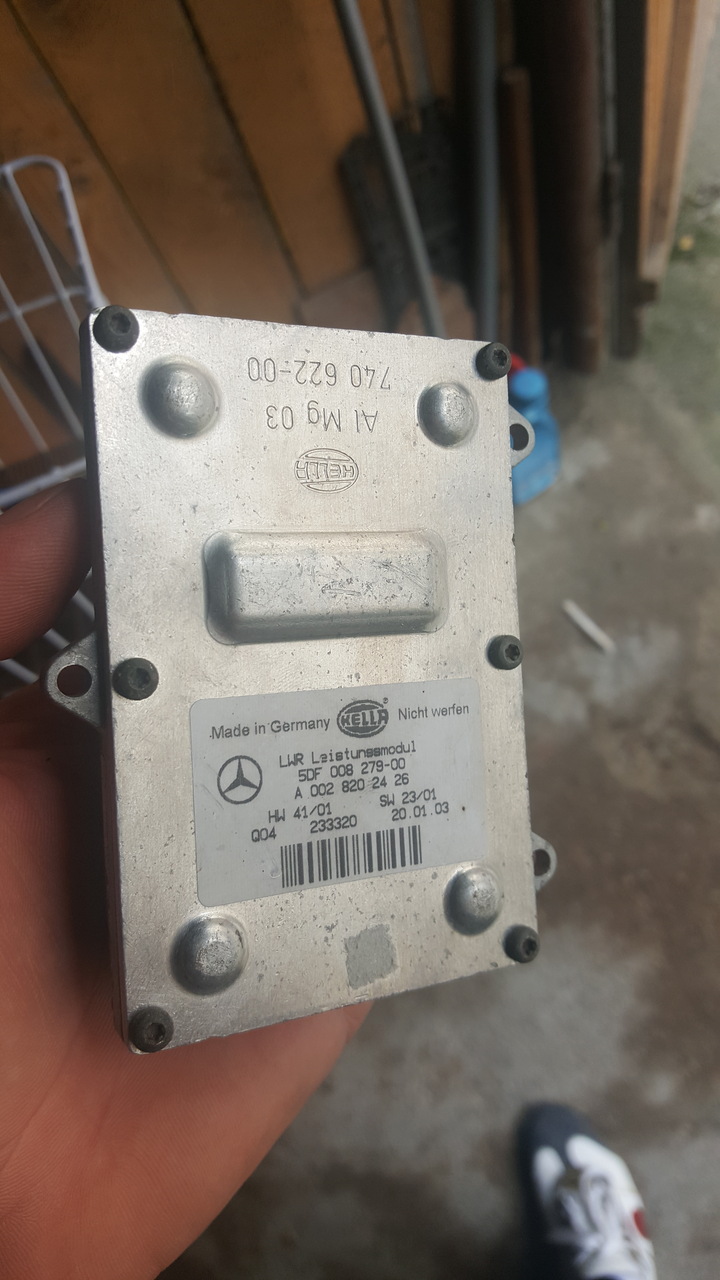 740 622-00
Al Mg 03
HELLA
Made in Germany HELLA® Nicht werfen
LWR Leistungsmodul
5DF 008 279-00
A 002 820 24 26
HW 41/01 SW 23/01
Q04 233320 20.01.03